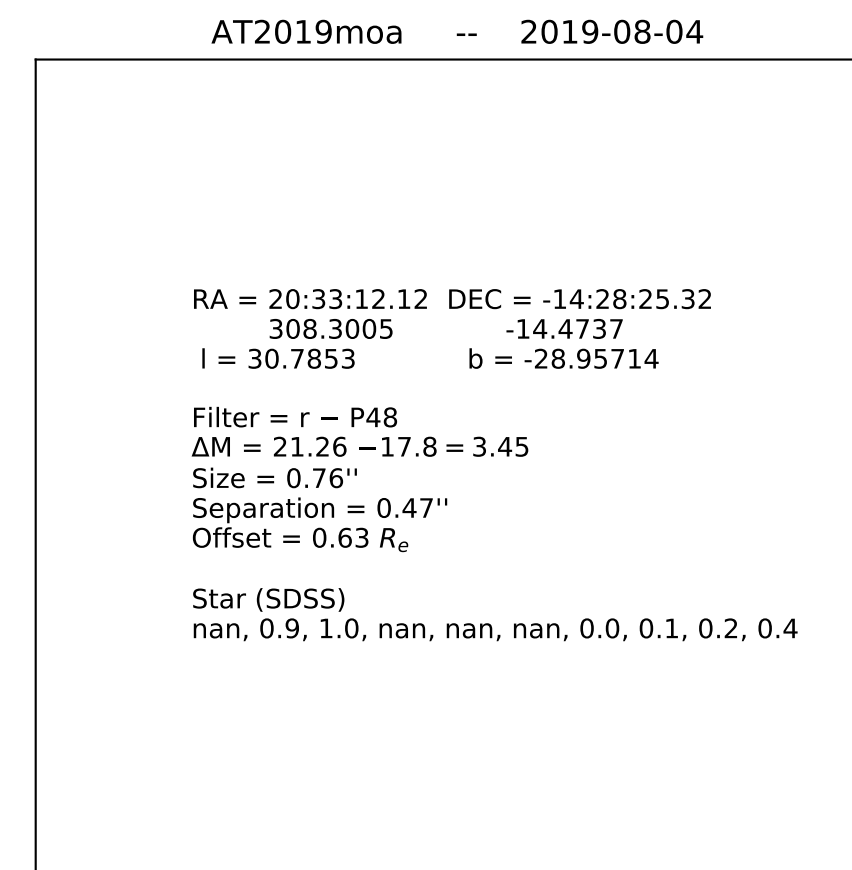 AT2019moa -- 2019-08-04
RA = 20:33:12.12 DEC = -14:28:25.32
308.3005 -14.4737
l = 30.7853 b = -28.95714
Filter = r − P48
ΔM = 21.26 −17.8 = 3.45
Size = 0.76''
Separation = 0.47''
Offset = 0.63 Re
Star (SDSS)
nan, 0.9, 1.0, nan, nan, nan, 0.0, 0.1, 0.2, 0.4